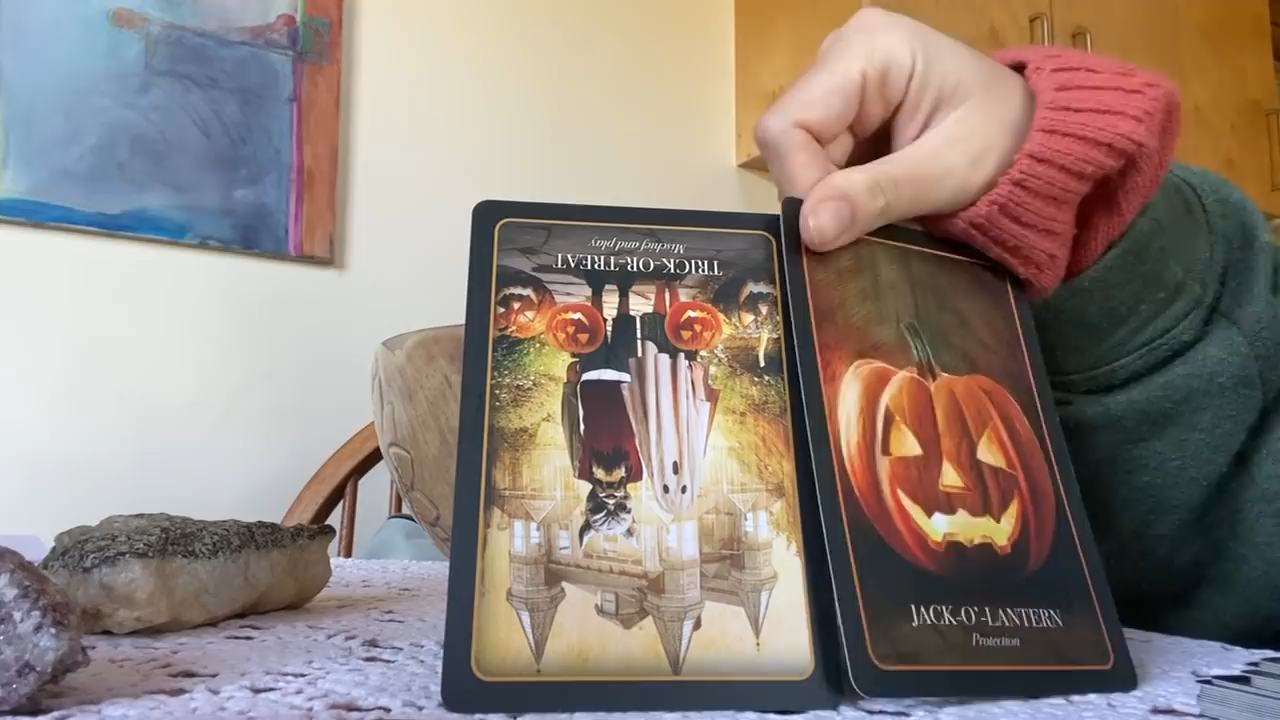 Mischief and play
TRICK-OR-TREAT
JACK-O'-LANTERN
Protection